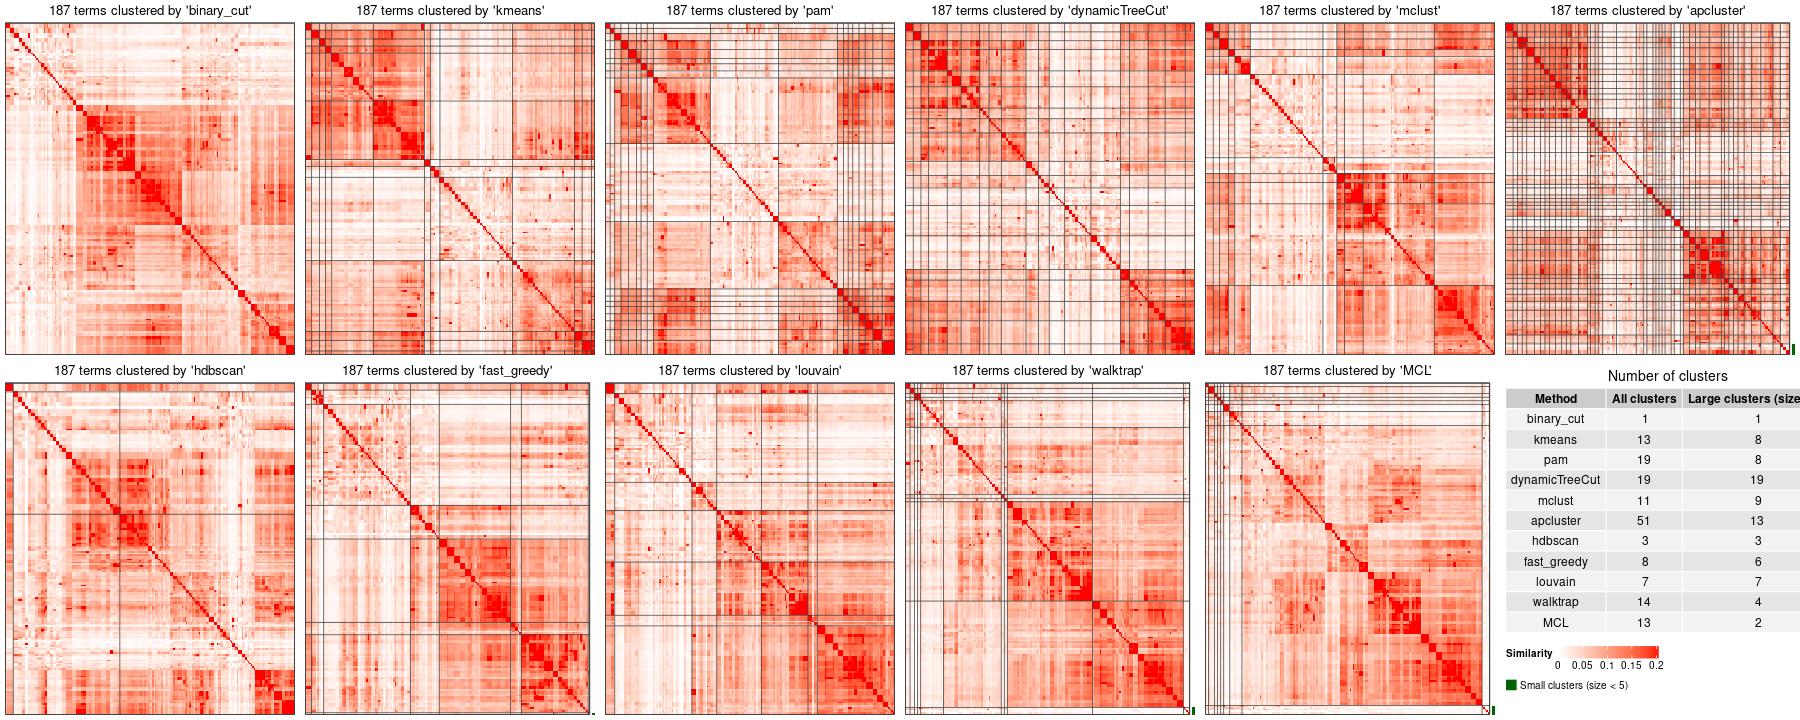 187 terms clustered by 'binary_cut'
187 terms clustered by 'kmeans'
187 terms clustered by 'pam'
187 terms clustered by 'dynamicTreeCut'
187 terms clustered by 'mclust'
187 terms clustered by 'apcluster'
187 terms clustered by 'hdbscan'
187 terms clustered by 'fast_greedy'
187 terms clustered by 'louvain'
187 terms clustered by 'walktrap'
187 terms clustered by 'MCL'
Number of clusters
Method All clusters Large clusters (size
binary_cut 1 1
kmeans 13 8
pam 19 8
dynamicTreeCut 19 19
mclust 11 9
apcluster 51 13
hdbscan 3 3
fast_greedy 8 6
louvain 7 7
walktrap 14 4
MCL 13 2
Similarity
0 0.05 0.1 0.15 0.2
Small clusters (size < 5)